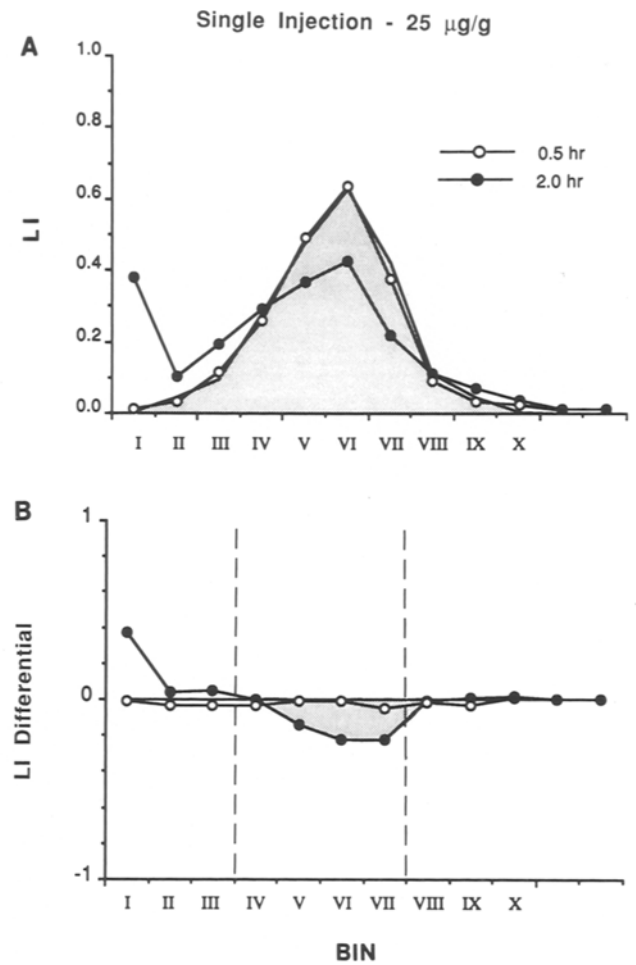 Single Injection - 25 µg/g
A
1.0
0.8
0.6
0.4
0.2
0.0
LI
0.5 hr
2.0 hr
I II III IV V VI VII VIII IX X
B
1
0
-1
LI Differential
I II III IV V VI VII VIII IX X
BIN